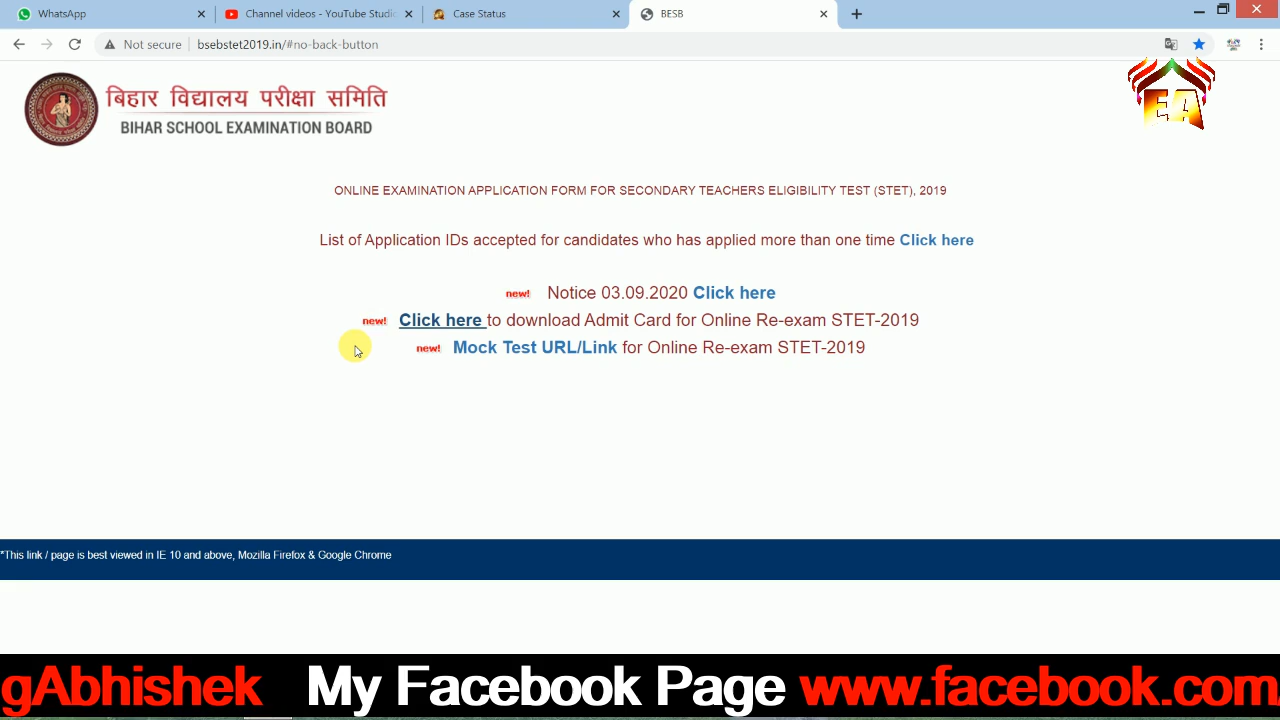 WhatsApp
Channel videos - YouTube Studio
Case Status
BESB
Not secure
bsebstet2019.in/#no-back-button
EA
बिहार विद्यालय परीक्षा समिति
BIHAR SCHOOL EXAMINATION BOARD
ONLINE EXAMINATION APPLICATION FORM FOR SECONDARY TEACHERS ELIGIBILITY TEST (STET), 2019
List of Application IDs accepted for candidates who has applied more than one time Click here
new! Notice 03.09.2020 Click here
new! Click here to download Admit Card for Online Re-exam STET-2019
new! Mock Test URL/Link for Online Re-exam STET-2019
*This link / page is best viewed in IE 10 and above, Mozilla Firefox & Google Chrome
gAbhishek My Facebook Page www.facebook.com